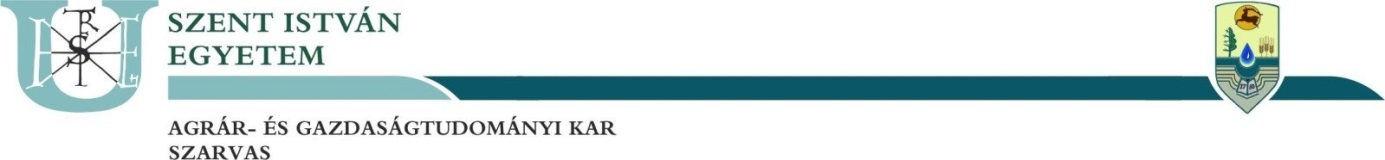 SZENT ISTVÁN
EGYETEM
AGRÁR- ÉS GAZDASÁGTUDOMÁNYI KAR
SZARVAS